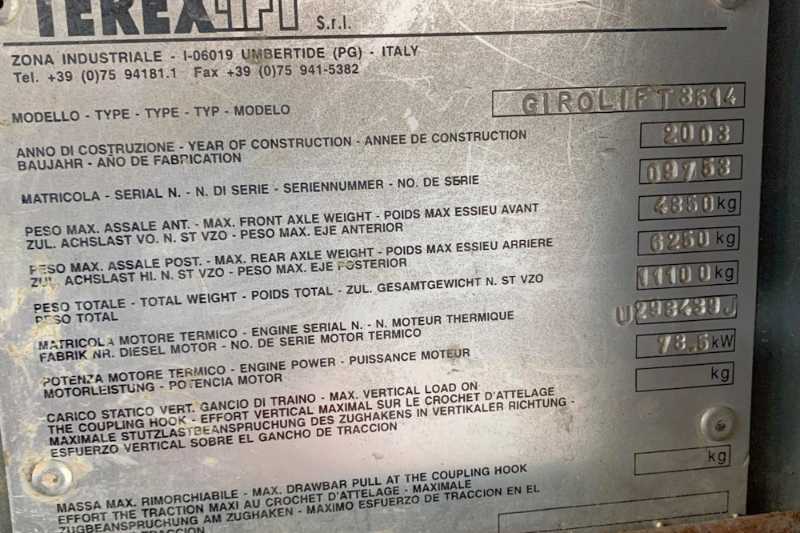 TEREXLIFT S.r.l.
ZONA INDUSTRIALE - I-06019 UMBERTIDE (PG) - ITALY
Tel. +39 (0)75 94181.1 Fax +39 (0)75 941-5382
MODELLO - TYPE - TYPE - TYP - MODELO GIROLIFT3514
ANNO DI COSTRUZIONE - YEAR OF CONSTRUCTION - ANNEE DE CONSTRUCTION 2003
BAUJAHR - AÑO DE FABRICATION
MATRICOLA - SERIAL N. - N. DI SERIE - SERIENNUMMER - NO. DE SERIE 09753
PESO MAX. ASSALE ANT. - MAX. FRONT AXLE WEIGHT - POIDS MAX ESSIEU AVANT 4850 kg
ZUL. ACHSLAST VO. N. ST VZO - PESO MAX. EJE ANTERIOR
PESO MAX. ASSALE POST. - MAX. REAR AXLE WEIGHT - POIDS MAX ESSIEU ARRIERE 6250 kg
ZUL. ACHSLAST HI. N. ST VZO - PESO MAX. EJE POSTERIOR
PESO TOTALE - TOTAL WEIGHT - POIDS TOTAL - ZUL. GESAMTGEWICHT N. ST VZO 11100 kg
PESO TOTAL
MATRICOLA MOTORE TERMICO - ENGINE SERIAL N. - N. MOTEUR THERMIQUE U298439J
FABRIK NR. DIESEL MOTOR - NO. DE SERIE MOTOR TERMICO
POTENZA MOTORE TERMICO - ENGINE POWER - PUISSANCE MOTEUR 78.5 kW
MOTORLEISTUNG - POTENCIA MOTOR
CARICO STATICO VERT. GANCIO DI TRAINO - MAX. VERTICAL LOAD ON kg
THE COUPLING HOOK - EFFORT VERTICAL MAXIMAL SUR LE CROCHET D'ATTELAGE
MAXIMALE STUTZLASTBEANSPRUCHUNG DES ZUGHAKENS IN VERTIKALER RICHTUNG -
ESFUERZO VERTICAL SOBRE EL GANCHO DE TRACCION
MASSA MAX. RIMORCHIABILE - MAX. DRAWBAR PULL AT THE COUPLING HOOK kg
EFFORT THE TRACTION MAXI AU CROCHET D'ATTELAGE - MAXIMALE
ZUGBEANSPRUCHUNG AM ZUGHAKEN - MAXIMO ESFUERZO DE TRACCION EN EL
TRACCION